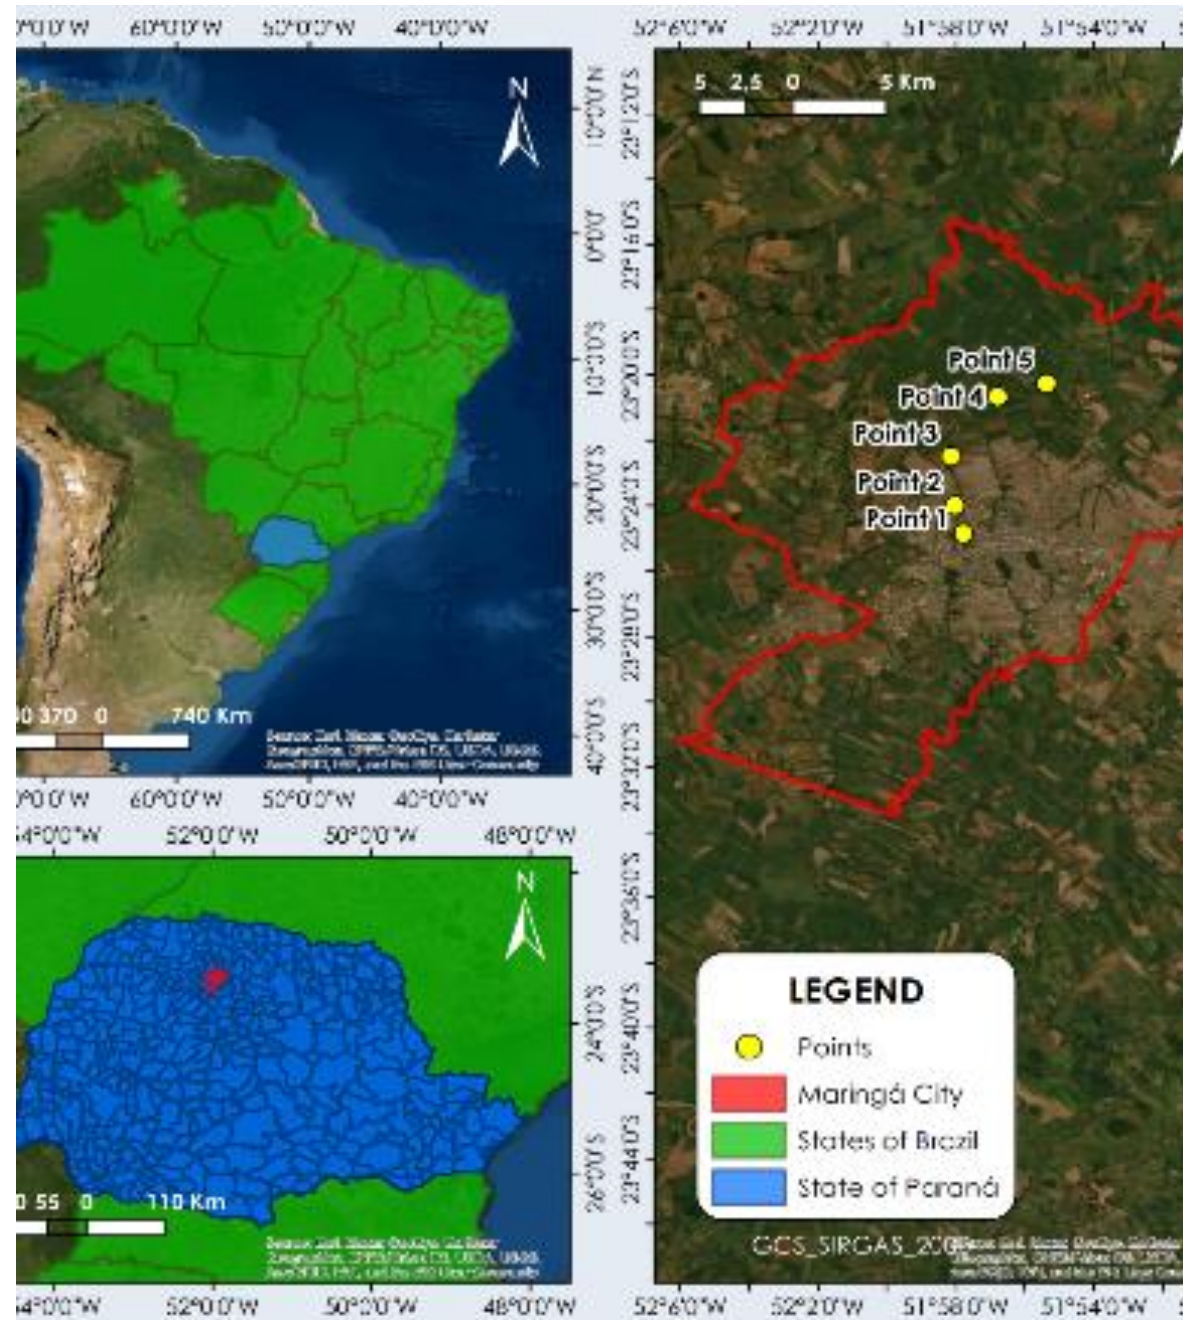 60°0'0"W 50°0'0"W 40°0'0"W
N
10°0'0"N
0°0'0"
10°0'0"S
20°0'0"S
30°0'0"S
40°0'0"S
370 0 740 Km
60°0'0"W 50°0'0"W 40°0'0"W
52°0'0"W 50°0'0"W 48°0'0"W
N
24°0'0"S
26°0'0"S
55 0 110 Km
52°0'0"W 50°0'0"W 48°0'0"W
52°6'0"W 52°2'0"W 51°58'0"W 51°54'0"W
5 2,5 0 5 Km
23°12'0"S
23°16'0"S
23°20'0"S
23°24'0"S
23°28'0"S
23°32'0"S
23°36'0"S
23°40'0"S
23°44'0"S
Point 5
Point 4
Point 3
Point 2
Point 1
LEGEND
Points
Maringá City
States of Brazil
State of Paraná
52°6'0"W 52°2'0"W 51°58'0"W 51°54'0"W